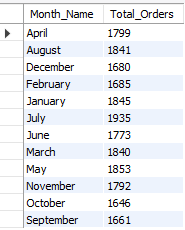 Month_Name Total_Orders
April 1799
August 1841
December 1680
February 1685
January 1845
July 1935
June 1773
March 1840
May 1853
November 1792
October 1646
September 1661